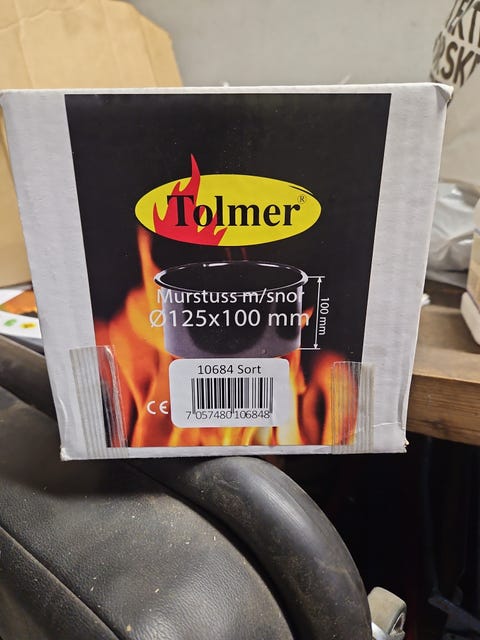 Tolmer®
Murstuss m/snor
Ø125x100 mm
100 mm
10684 Sort
CE
7 057480 106848